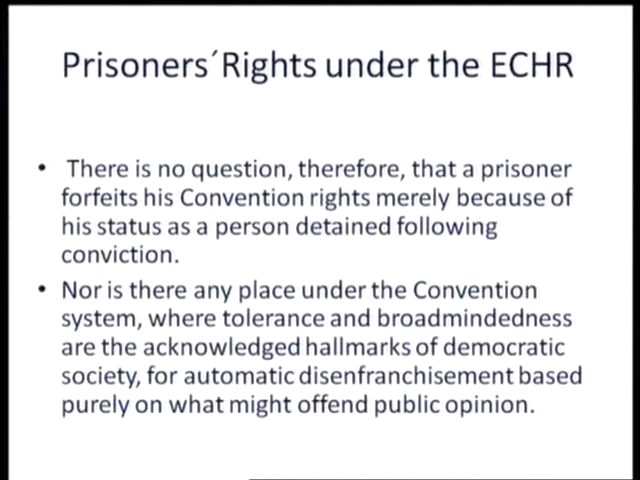 Prisoners´Rights under the ECHR
• There is no question, therefore, that a prisoner
forfeits his Convention rights merely because of
his status as a person detained following
conviction.
• Nor is there any place under the Convention
system, where tolerance and broadmindedness
are the acknowledged hallmarks of democratic
society, for automatic disenfranchisement based
purely on what might offend public opinion.